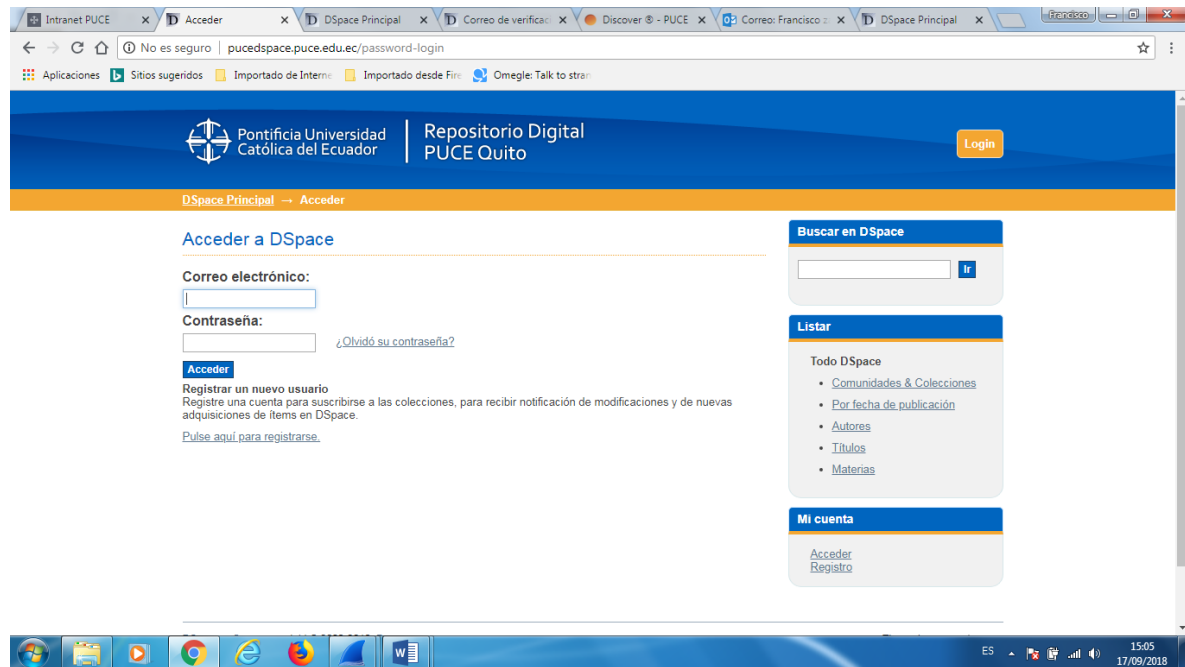 Intranet PUCE
Acceder
DSpace Principal
Correo de verificaci
Discover ® - PUCE
Correo: Francisco z
DSpace Principal
Francisco
No es seguro | pucedspace.puce.edu.ec/password-login
Aplicaciones
Sitios sugeridos
Importado de Interne
Importado desde Fire
Omegle: Talk to stran
Pontificia Universidad
Católica del Ecuador
Repositorio Digital
PUCE Quito
Login
DSpace Principal → Acceder
Acceder a DSpace
Correo electrónico:
Contraseña:
¿Olvidó su contraseña?
Acceder
Registrar un nuevo usuario
Registre una cuenta para suscribirse a las colecciones, para recibir notificación de modificaciones y de nuevas
adquisiciones de ítems en DSpace.
Pulse aquí para registrarse.
Buscar en DSpace
Ir
Listar
Todo DSpace
Comunidades & Colecciones
Por fecha de publicación
Autores
Títulos
Materias
Mi cuenta
Acceder
Registro
ES
15:05
17/09/2018